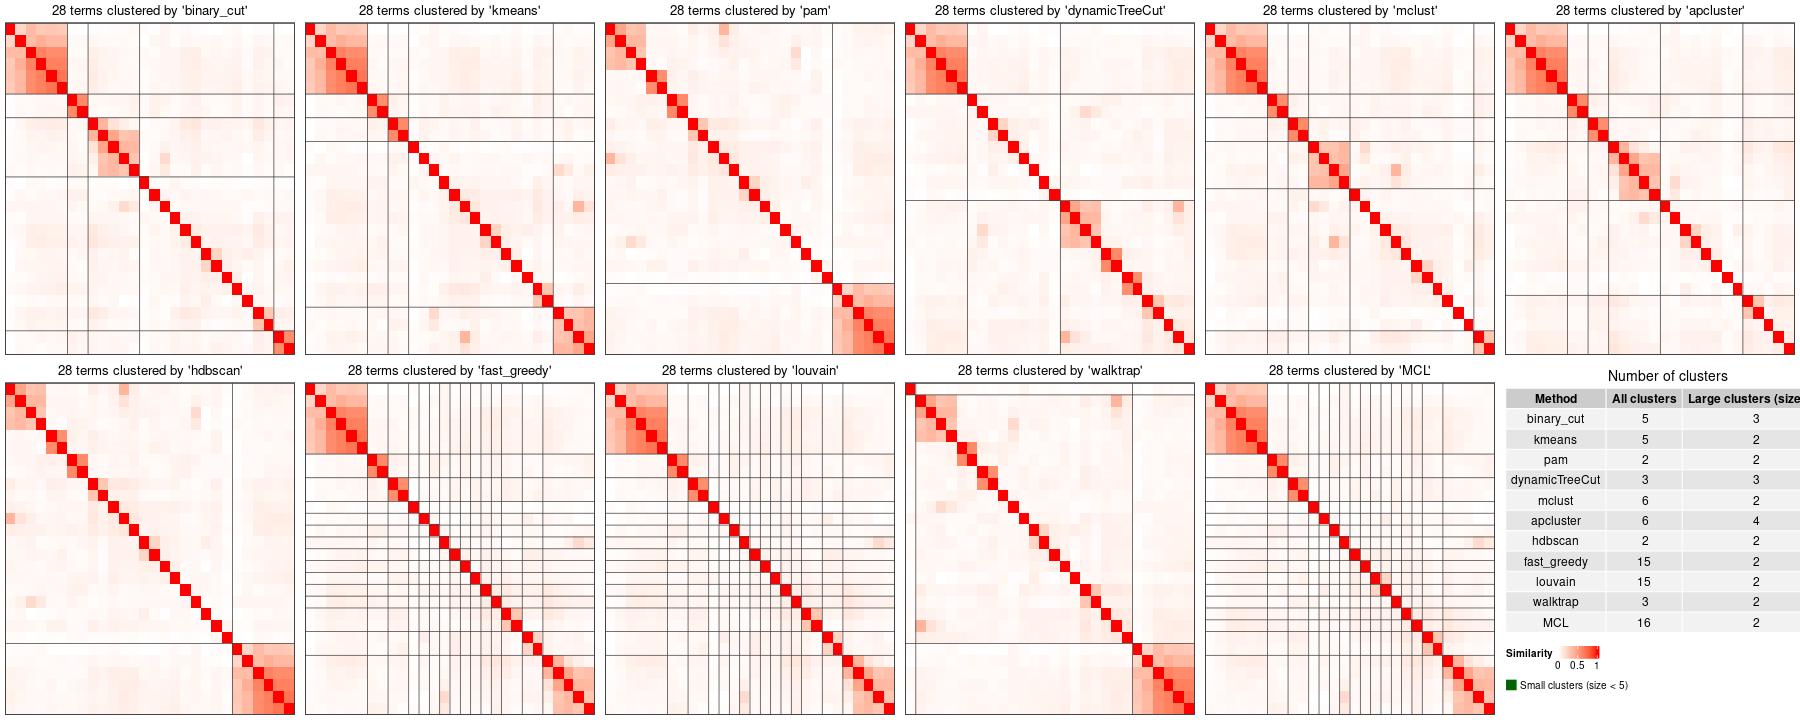 28 terms clustered by 'binary_cut'
28 terms clustered by 'kmeans'
28 terms clustered by 'pam'
28 terms clustered by 'dynamicTreeCut'
28 terms clustered by 'mclust'
28 terms clustered by 'apcluster'
28 terms clustered by 'hdbscan'
28 terms clustered by 'fast_greedy'
28 terms clustered by 'louvain'
28 terms clustered by 'walktrap'
28 terms clustered by 'MCL'
Number of clusters
Method All clusters Large clusters (size
binary_cut 5 3
kmeans 5 2
pam 2 2
dynamicTreeCut 3 3
mclust 6 2
apcluster 6 4
hdbscan 2 2
fast_greedy 15 2
louvain 15 2
walktrap 3 2
MCL 16 2
Similarity
0 0.5 1
Small clusters (size < 5)